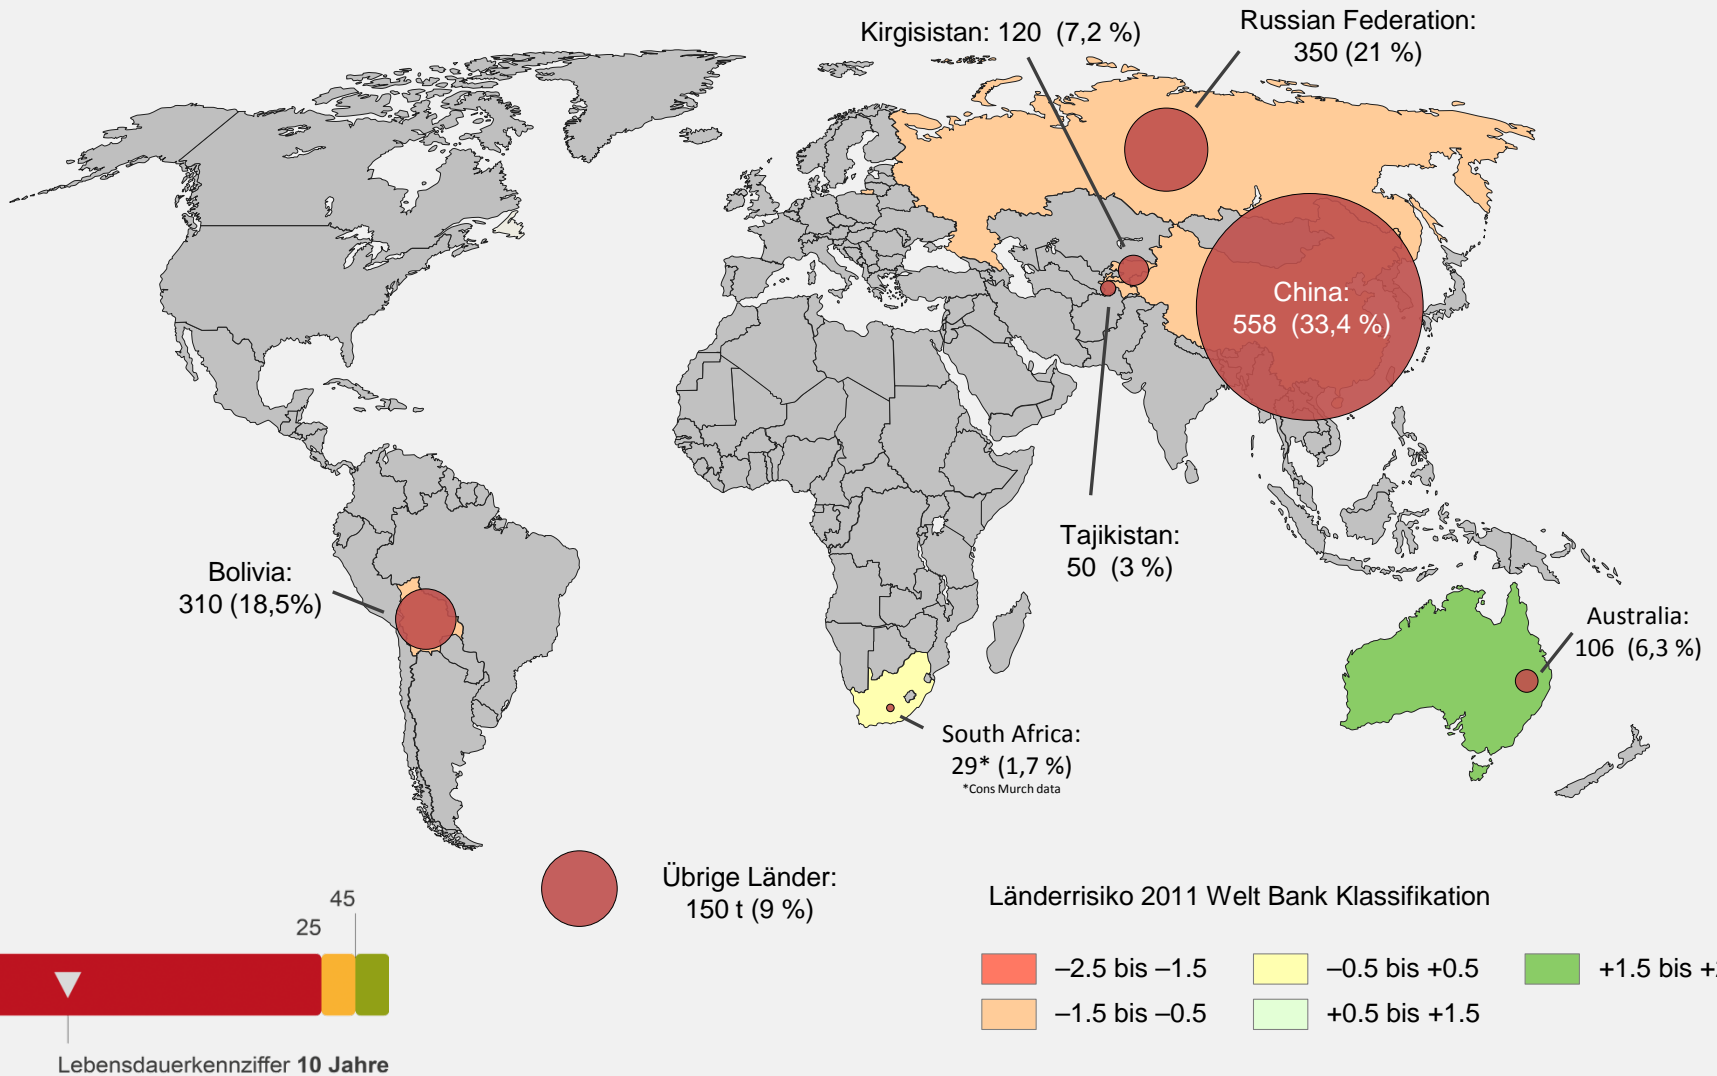 Kirgisistan: 120 (7,2 %)
Russian Federation:
350 (21 %)
China:
558 (33,4 %)
Tajikistan:
50 (3 %)
Bolivia:
310 (18,5%)
Australia:
106 (6,3 %)
South Africa:
29* (1,7 %)
*Cons Murch data
Übrige Länder:
150 t (9 %)
45
25
Lebensdauerkennziffer 10 Jahre
Länderrisiko 2011 Welt Bank Klassifikation
–2.5 bis –1.5
–0.5 bis +0.5
+1.5 bis
–1.5 bis –0.5
+0.5 bis +1.5